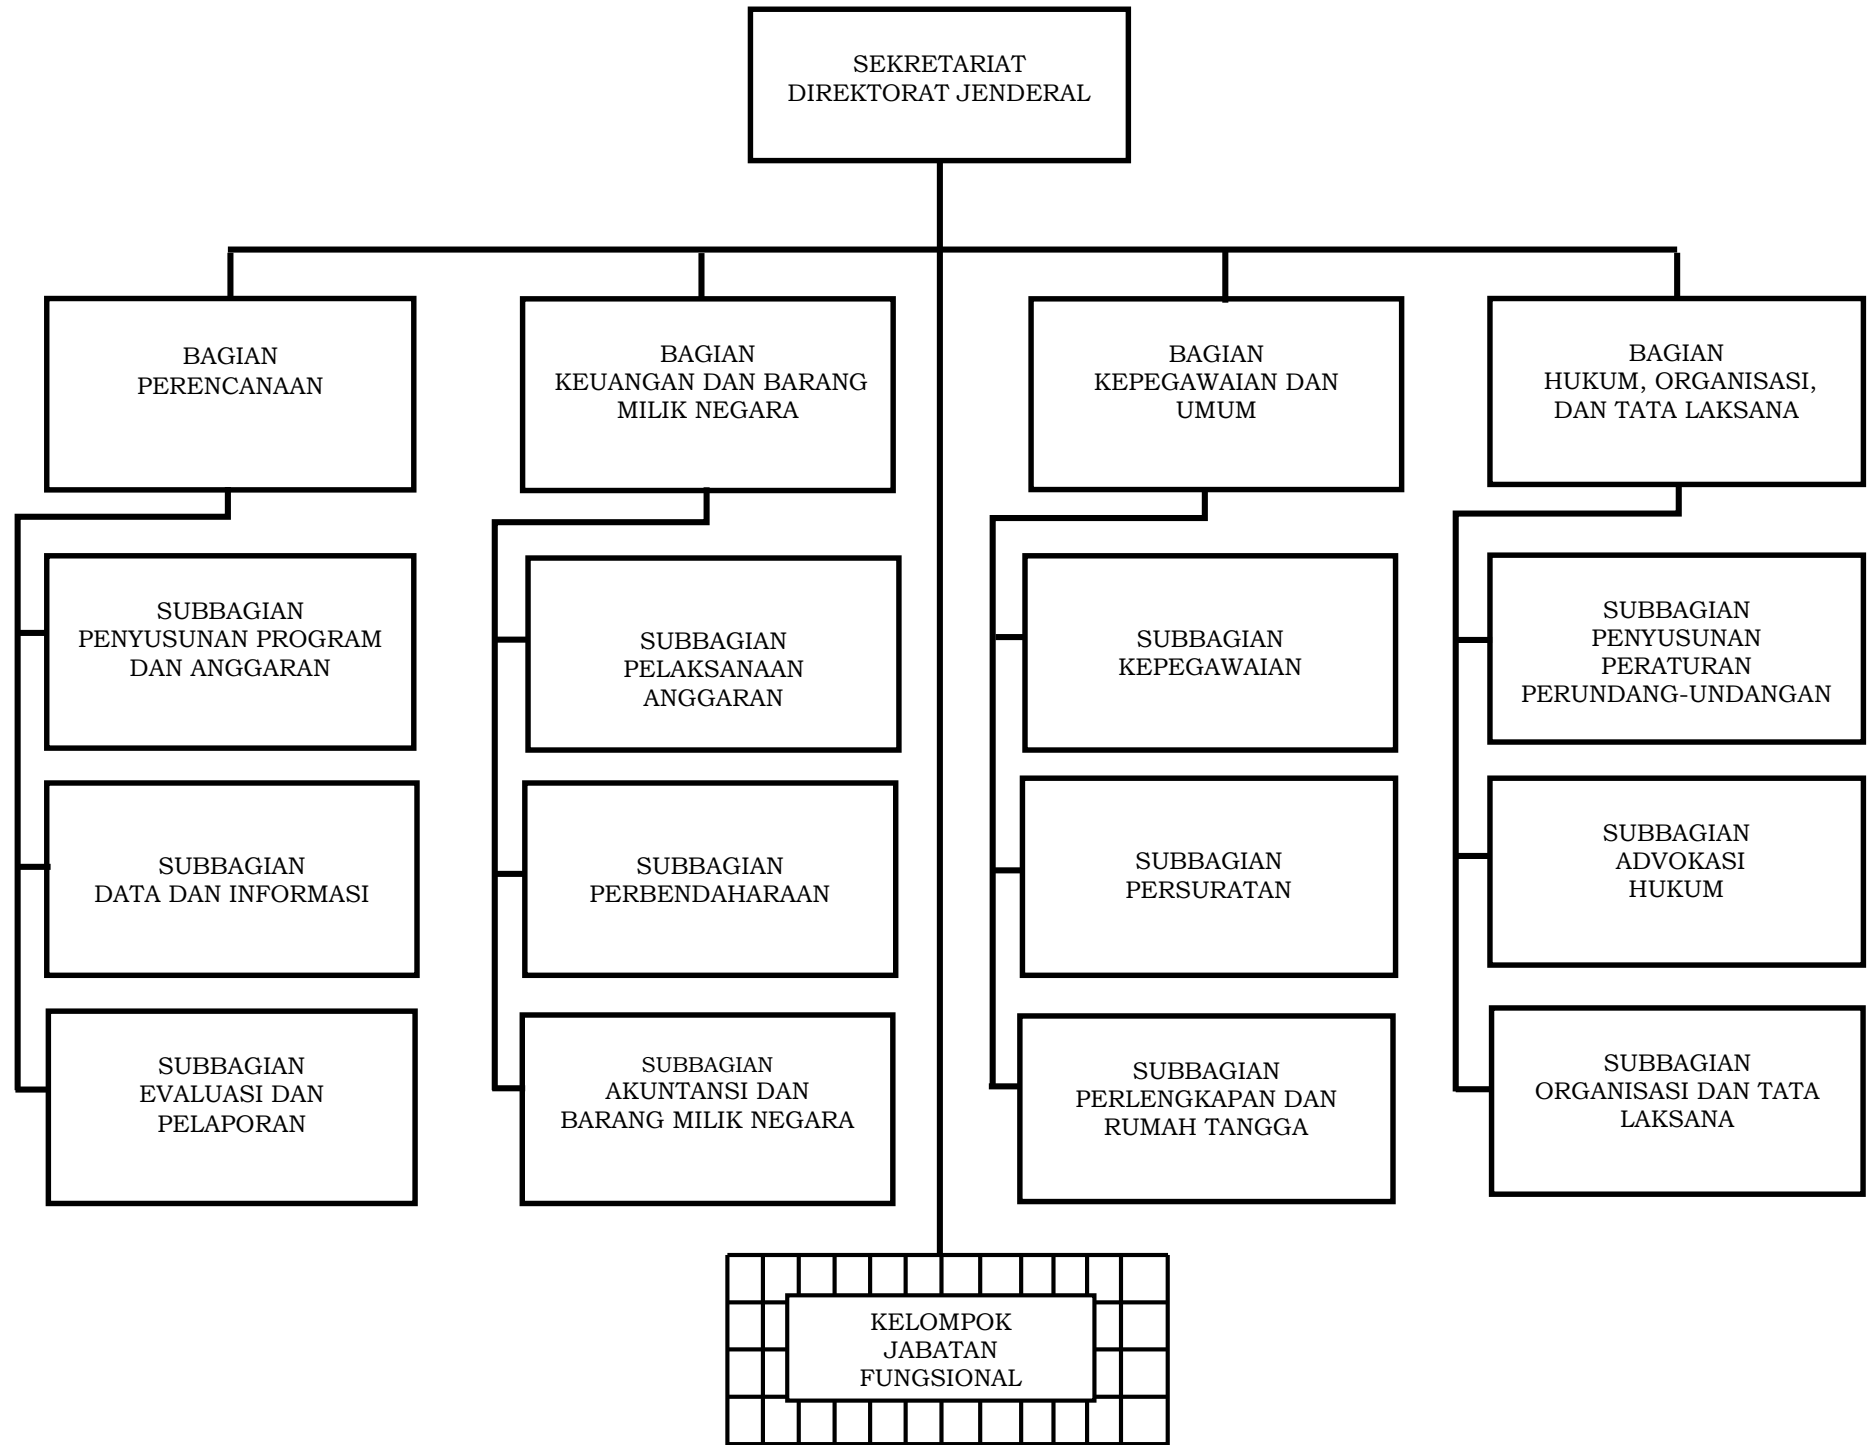 SEKRETARIAT
DIREKTORAT JENDERAL
BAGIAN
PERENCANAAN
BAGIAN
KEUANGAN DAN BARANG
MILIK NEGARA
BAGIAN
KEPEGAWAIAN DAN
UMUM
BAGIAN
HUKUM, ORGANISASI,
DAN TATA LAKSANA
SUBBAGIAN
PENYUSUNAN PROGRAM
DAN ANGGARAN
SUBBAGIAN
PELAKSANAAN
ANGGARAN
SUBBAGIAN
KEPEGAWAIAN
SUBBAGIAN
PENYUSUNAN
PERATURAN
PERUNDANG-UNDANGAN
SUBBAGIAN
DATA DAN INFORMASI
SUBBAGIAN
PERBENDAHARAAN
SUBBAGIAN
PERSURATAN
SUBBAGIAN
ADVOKASI
HUKUM
SUBBAGIAN
EVALUASI DAN
PELAPORAN
SUBBAGIAN
AKUNTANSI DAN
BARANG MILIK NEGARA
SUBBAGIAN
PERLENGKAPAN DAN
RUMAH TANGGA
SUBBAGIAN
ORGANISASI DAN TATA
LAKSANA
KELOMPOK
JABATAN
FUNGSIONAL